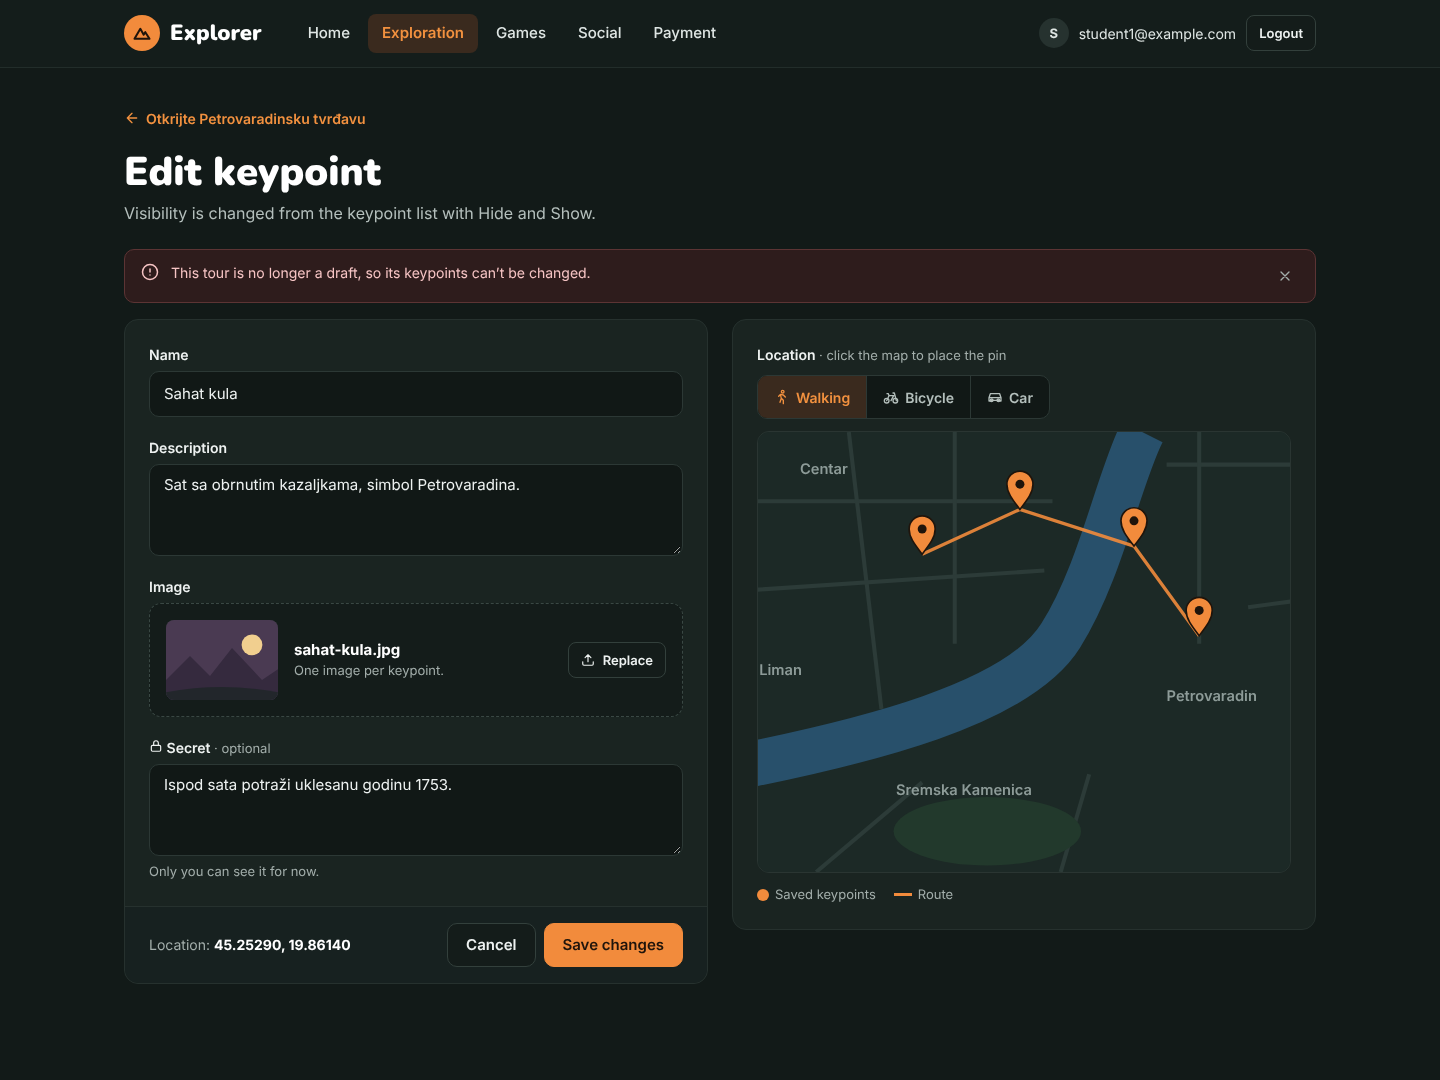 Explorer
Home
Exploration
Games
Social
Payment
S
student1@example.com
Logout
Otkrijte Petrovaradinsku tvrđavu
Edit keypoint
Visibility is changed from the keypoint list with Hide and Show.
This tour is no longer a draft, so its keypoints can't be changed.
Name
Sahat kula
Description
Sat sa obrnutim kazaljkama, simbol Petrovaradina.
Image
sahat-kula.jpg
One image per keypoint.
Replace
Secret · optional
Ispod sata potraži uklesanu godinu 1753.
Only you can see it for now.
Location: 45.25290, 19.86140
Cancel
Save changes
Location · click the map to place the pin
Walking
Bicycle
Car
Centar
Liman
Petrovaradin
Sremska Kamenica
Saved keypoints
Route